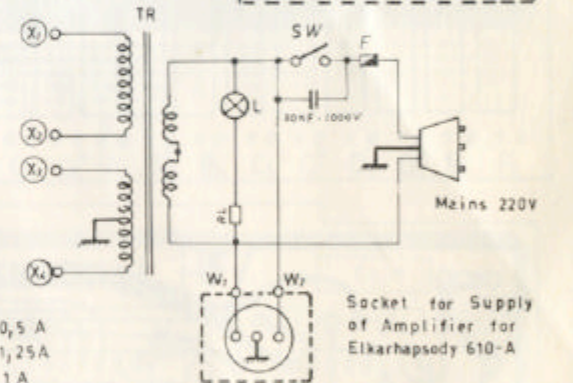 TR
X1
SW
F
L
X2
10nF-1000V
X3
RL
Mains 220V
X4
W1
W2
Socket for Supply
of Amplifier for
Elkarhapsody 610-A
0,5 A
1,25A
1 A